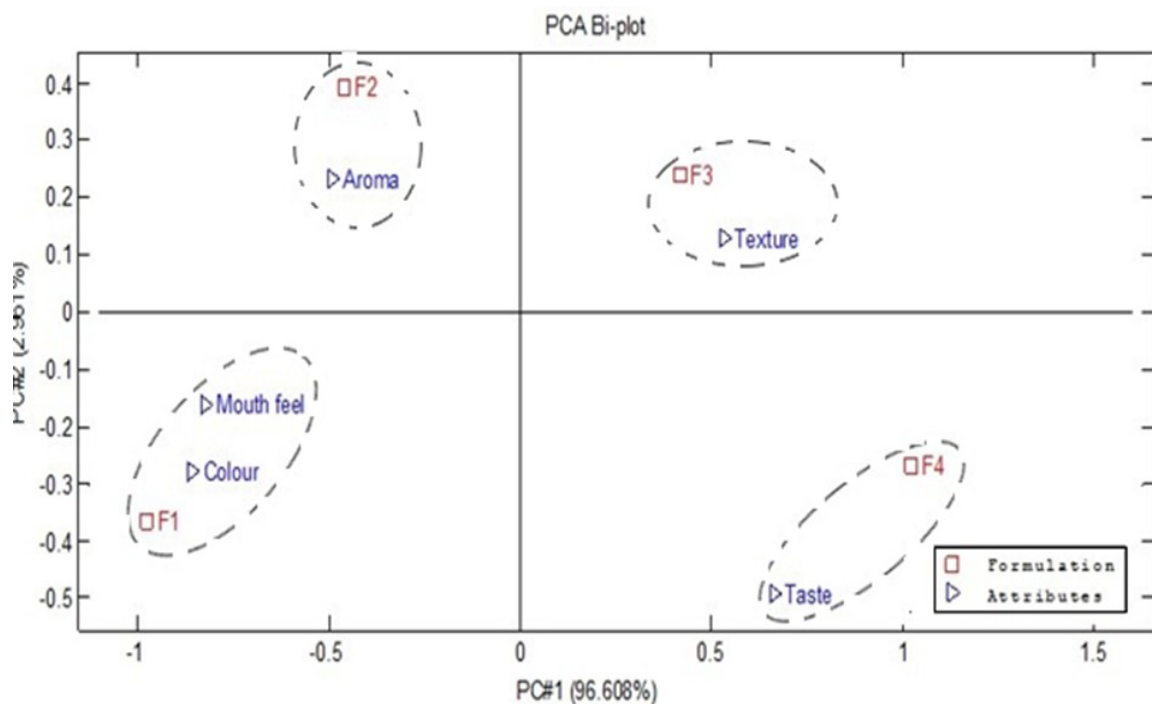 PCA Bi-plot
0.4
0.3
0.2
0.1
0
-0.1
-0.2
-0.3
-0.4
-0.5
F2
Aroma
F3
Texture
Mouth feel
Colour
F1
F4
Taste
Formulation
Attributes
-1
-0.5
0
0.5
1
1.5
PC#1 (96.608%)